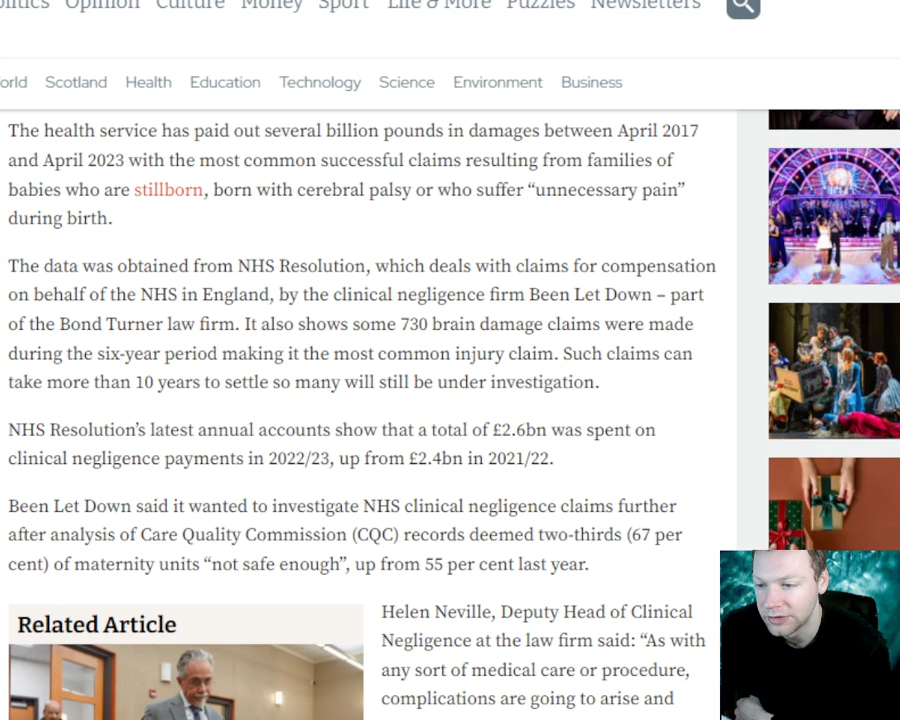 olitics Opinion Culture Money Sport Life & More Puzzles Newsletters
orld Scotland Health Education Technology Science Environment Business
The health service has paid out several billion pounds in damages between April 2017
and April 2023 with the most common successful claims resulting from families of
babies who are stillborn, born with cerebral palsy or who suffer “unnecessary pain”
during birth.
The data was obtained from NHS Resolution, which deals with claims for compensation
on behalf of the NHS in England, by the clinical negligence firm Been Let Down – part
of the Bond Turner law firm. It also shows some 730 brain damage claims were made
during the six-year period making it the most common injury claim. Such claims can
take more than 10 years to settle so many will still be under investigation.
NHS Resolution’s latest annual accounts show that a total of £2.6bn was spent on
clinical negligence payments in 2022/23, up from £2.4bn in 2021/22.
Been Let Down said it wanted to investigate NHS clinical negligence claims further
after analysis of Care Quality Commission (CQC) records deemed two-thirds (67 per
cent) of maternity units “not safe enough”, up from 55 per cent last year.
Related Article
Helen Neville, Deputy Head of Clinical
Negligence at the law firm said: “As with
any sort of medical care or procedure,
complications are going to arise and